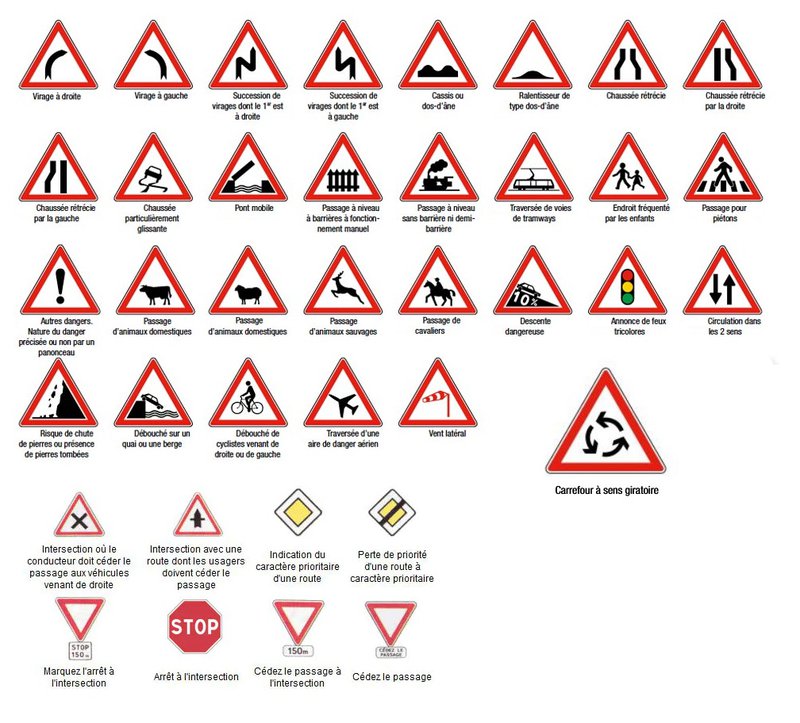 Virage à droite
Virage à gauche
Succession de
virages dont le 1er est
à droite
Succession de
virages dont le 1er est
à gauche
Cassis ou
dos-d'âne
Ralentisseur de
type dos-d'âne
Chaussée rétrécie
Chaussée rétrécie
par la droite
Chaussée rétrécie
par la gauche
Chaussée
particulièrement
glissante
Pont mobile
Passage à niveau
à barrières à fonction-
nement manuel
Passage à niveau
sans barrière ni demi-
barrière
Traversée de voies
de tramways
Endroit fréquenté
par les enfants
Passage pour
piétons
Autres dangers.
Nature du danger
précisée ou non par un
panonceau
Passage
d'animaux domestiques
Passage
d'animaux domestiques
Passage
d'animaux sauvages
Passage de
cavaliers
10%
Descente
dangereuse
Annonce de feux
tricolores
Circulation dans
les 2 sens
Risque de chute
de pierres ou présence
de pierres tombées
Débouché sur un
quai ou une berge
Débouché de
cyclistes venant de
droite ou de gauche
Traversée d'une
aire de danger aérien
Vent latéral
Carrefour à sens giratoire
Intersection où le
conducteur doit céder le
passage aux véhicules
venant de droite
Intersection avec une
route dont les usagers
doivent céder le
passage
Indication du
caractère prioritaire
d'une route
Perte de priorité
d'une route à
caractère prioritaire
STOP
150 m
Marquez l'arrêt à
l'intersection
STOP
Arrêt à l'intersection
150m
Cédez le passage à
l'intersection
CÉDEZ LE
PASSAGE
Cédez le passage